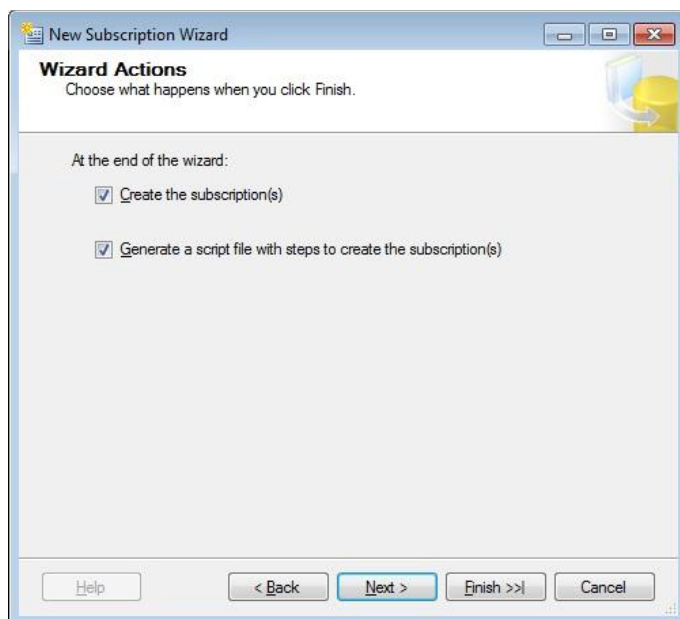 New Subscription Wizard
Wizard Actions
Choose what happens when you click Finish.
At the end of the wizard:
Create the subscription(s)
Generate a script file with steps to create the subscription(s)
Help
< Back
Next >
Finish >>|
Cancel